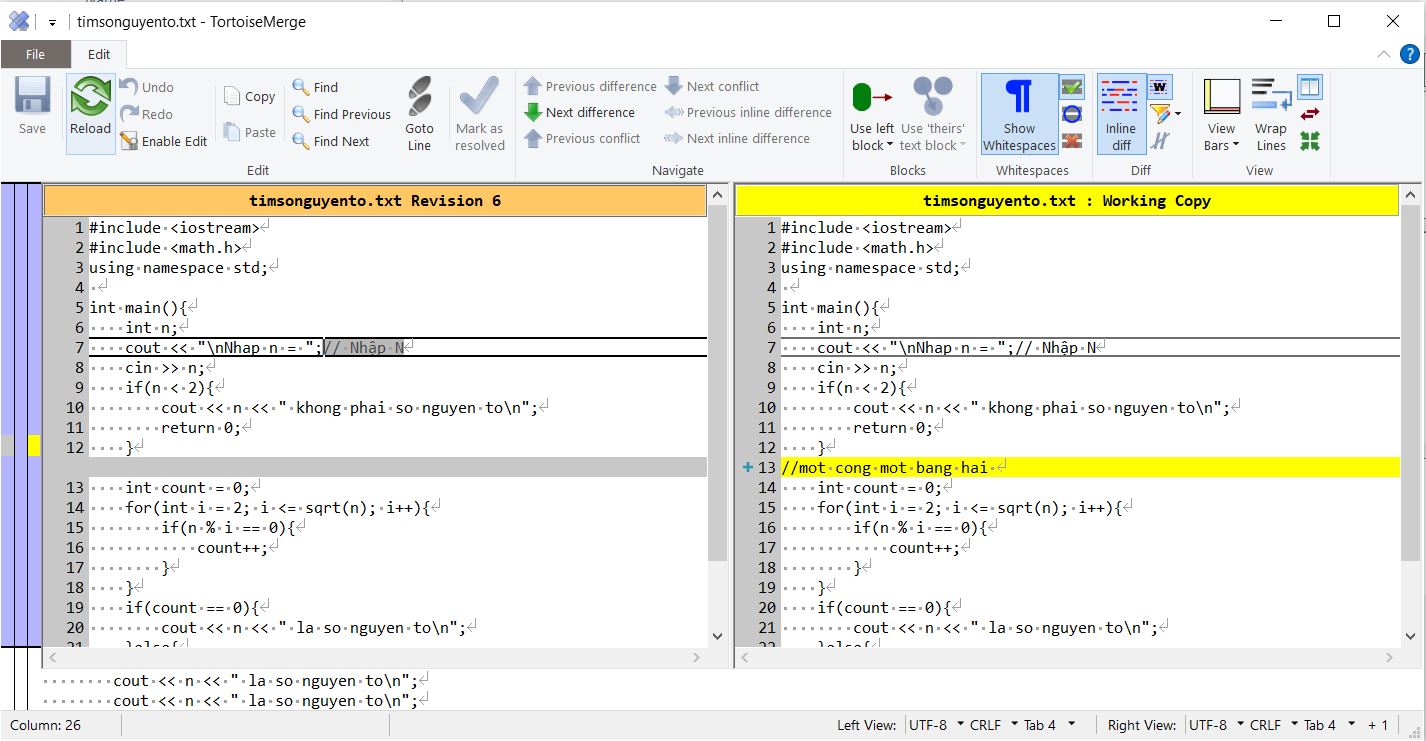 timsonguyento.txt - TortoiseMerge
File Edit
Save
Reload
Undo
Redo
Enable Edit
Copy
Paste
Find
Find Previous
Find Next
Goto Line
Mark as resolved
Edit
Previous difference
Next difference
Previous conflict
Next conflict
Previous inline difference
Next inline difference
Navigate
Use left block
Use 'theirs' text block
Blocks
Show Whitespaces
Whitespaces
Inline diff
Diff
View Bars
Wrap Lines
View
timsonguyento.txt Revision 6
1 #include <iostream>
2 #include <math.h>
3 using namespace std;
4
5 int main(){
6 int n;
7 cout << "\nNhap n = ";// Nhập N
8 cin >> n;
9 if(n < 2){
10 cout << n << " khong phai so nguyen to\n";
11 return 0;
12 }
13 int count = 0;
14 for(int i = 2; i <= sqrt(n); i++){
15 if(n % i == 0){
16 count++;
17 }
18 }
19 if(count == 0){
20 cout << n << " la so nguyen to\n";
21 }else{
timsonguyento.txt : Working Copy
1 #include <iostream>
2 #include <math.h>
3 using namespace std;
4
5 int main(){
6 int n;
7 cout << "\nNhap n = ";// Nhập N
8 cin >> n;
9 if(n < 2){
10 cout << n << " khong phai so nguyen to\n";
11 return 0;
12 }
+ 13 //mot cong mot bang hai
14 int count = 0;
15 for(int i = 2; i <= sqrt(n); i++){
16 if(n % i == 0){
17 count++;
18 }
19 }
20 if(count == 0){
21 cout << n << " la so nguyen to\n";
22 }else{
cout << n << " la so nguyen to\n";
cout << n << " la so nguyen to\n";
Column: 26 Left View: UTF-8 CRLF Tab 4 Right View: UTF-8 CRLF Tab 4 + 1